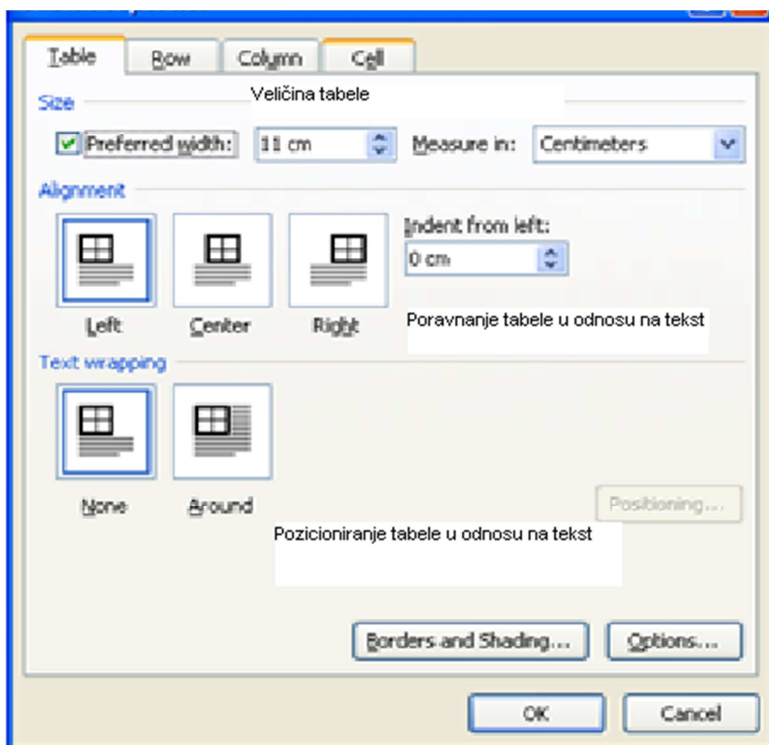 Table Row Column Cell
Size Veličina tabele
Preferred width: 11 cm Measure in: Centimeters
Alignment
Indent from left:
0 cm
Left Center Right Poravnanje tabele u odnosu na tekst
Text wrapping
None Around Positioning...
Pozicioniranje tabele u odnosu na tekst
Borders and Shading... Options...
OK Cancel